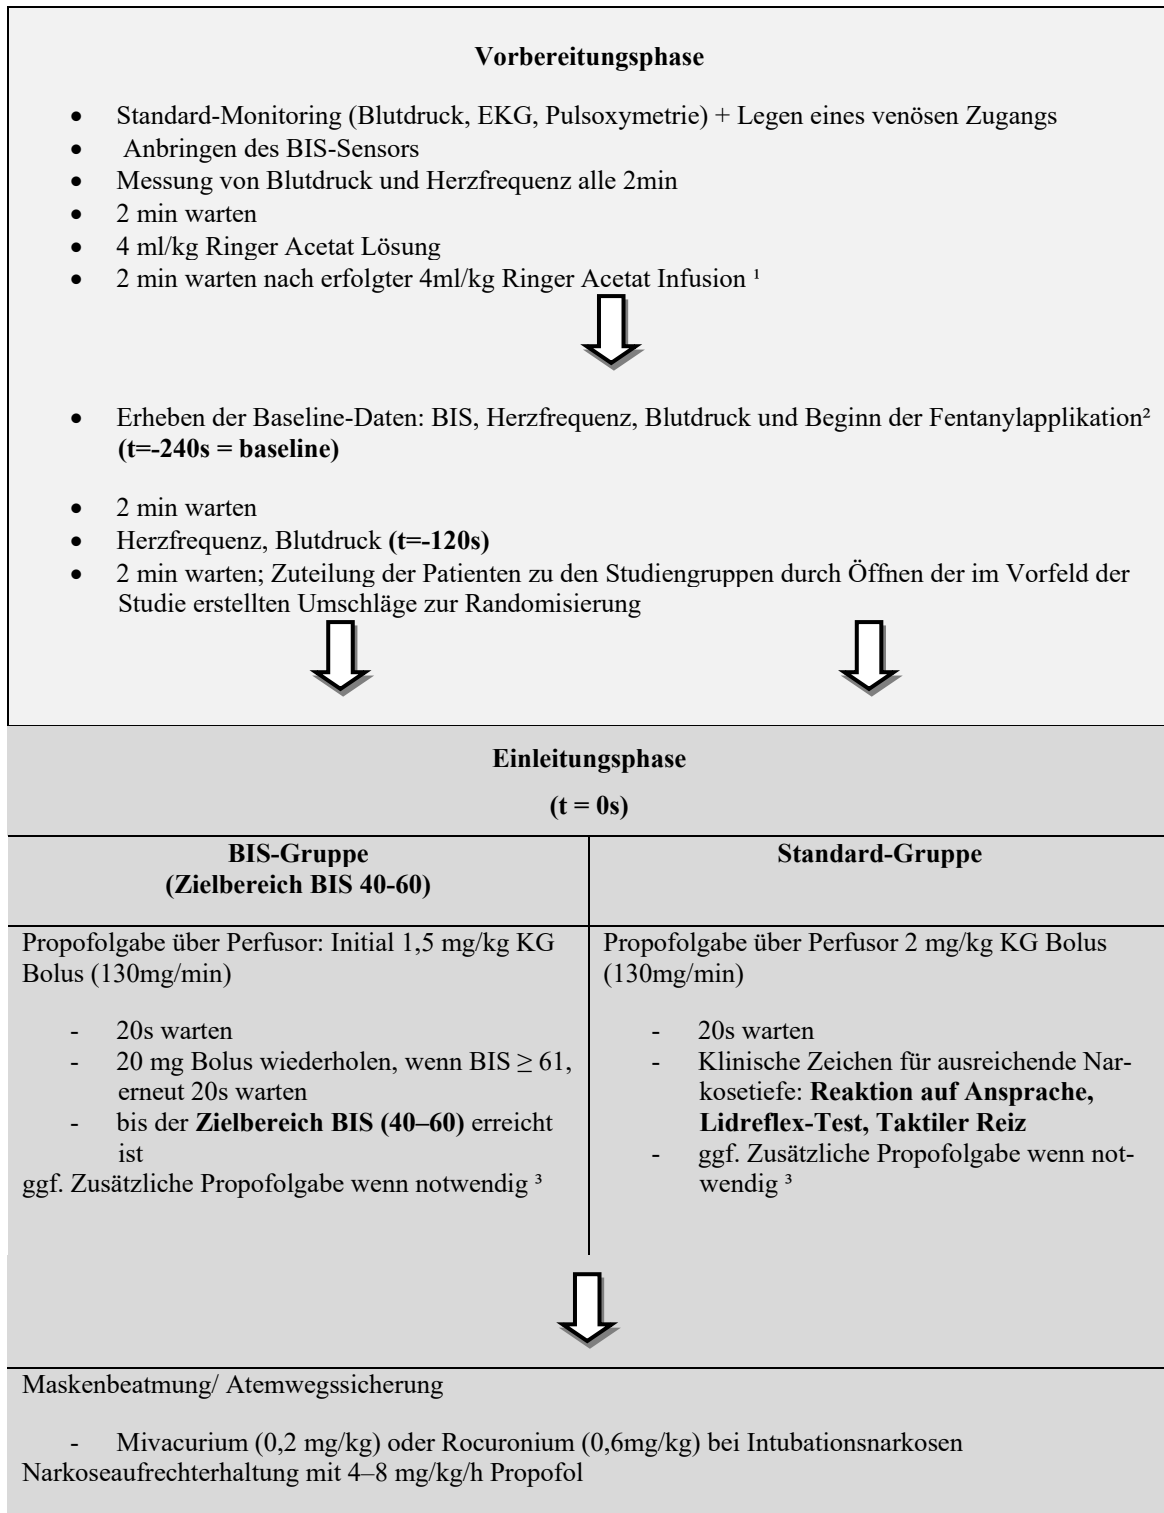 Vorbereitungsphase
• Standard-Monitoring (Blutdruck, EKG, Pulsoxymetrie) + Legen eines venösen Zugangs
• Anbringen des BIS-Sensors
• Messung von Blutdruck und Herzfrequenz alle 2min
• 2 min warten
• 4 ml/kg Ringer Acetat Lösung
• 2 min warten nach erfolgter 4ml/kg Ringer Acetat Infusion ¹
• Erheben der Baseline-Daten: BIS, Herzfrequenz, Blutdruck und Beginn der Fentanylapplikation²
(t=-240s = baseline)
• 2 min warten
• Herzfrequenz, Blutdruck (t=-120s)
• 2 min warten; Zuteilung der Patienten zu den Studiengruppen durch Öffnen der im Vorfeld der
Studie erstellten Umschläge zur Randomisierung
Einleitungsphase
(t = 0s)
BIS-Gruppe
(Zielbereich BIS 40-60)
Propofolgabe über Perfusor: Initial 1,5 mg/kg KG
Bolus (130mg/min)
- 20s warten
- 20 mg Bolus wiederholen, wenn BIS ≥ 61,
erneut 20s warten
- bis der Zielbereich BIS (40–60) erreicht
ist
ggf. Zusätzliche Propofolgabe wenn notwendig ³
Standard-Gruppe
Propofolgabe über Perfusor 2 mg/kg KG Bolus
(130mg/min)
- 20s warten
- Klinische Zeichen für ausreichende Nar-
kosetiefe: Reaktion auf Ansprache,
Lidreflex-Test, Taktiler Reiz
- ggf. Zusätzliche Propofolgabe wenn not-
wendig ³
Maskenbeatmung/ Atemwegssicherung
- Mivacurium (0,2 mg/kg) oder Rocuronium (0,6mg/kg) bei Intubationsnarkosen
Narkoseaufrechterhaltung mit 4–8 mg/kg/h Propofol